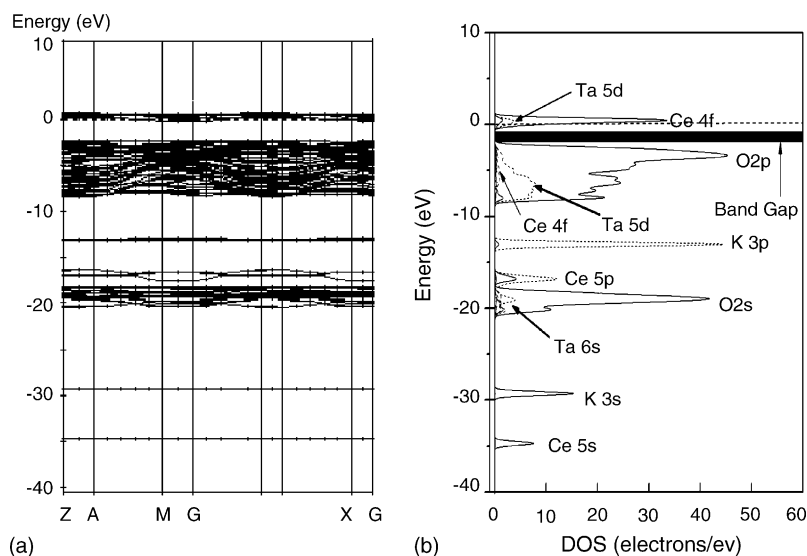 Energy (eV)
10
0
-10
-20
-30
-40
Z A M G X G
(a)
Energy (eV)
10
0
-10
-20
-30
-40
Ta 5d
Ce 4f
O2p
Band Gap
Ce 4f
Ta 5d
K 3p
Ce 5p
O2s
Ta 6s
K 3s
Ce 5s
0 10 20 30 40 50 60
(b)
DOS (electrons/ev)